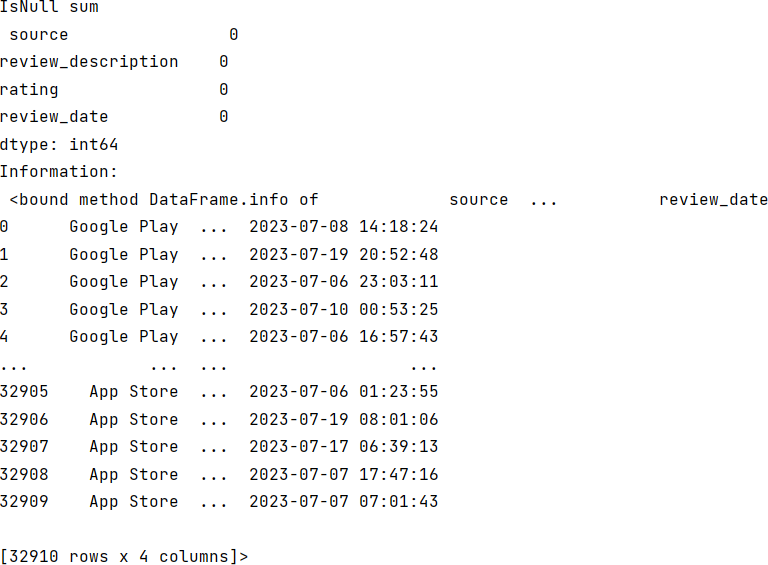 IsNull sum
 source                0
review_description    0
rating                0
review_date           0
dtype: int64
Information:
 <bound method DataFrame.info of             source  ...          review_date
0      Google Play  ...  2023-07-08 14:18:24
1      Google Play  ...  2023-07-19 20:52:48
2      Google Play  ...  2023-07-06 23:03:11
3      Google Play  ...  2023-07-10 00:53:25
4      Google Play  ...  2023-07-06 16:57:43
...            ...  ...                  ...
32905    App Store  ...  2023-07-06 01:23:55
32906    App Store  ...  2023-07-19 08:01:06
32907    App Store  ...  2023-07-17 06:39:13
32908    App Store  ...  2023-07-07 17:47:16
32909    App Store  ...  2023-07-07 07:01:43

[32910 rows x 4 columns]>